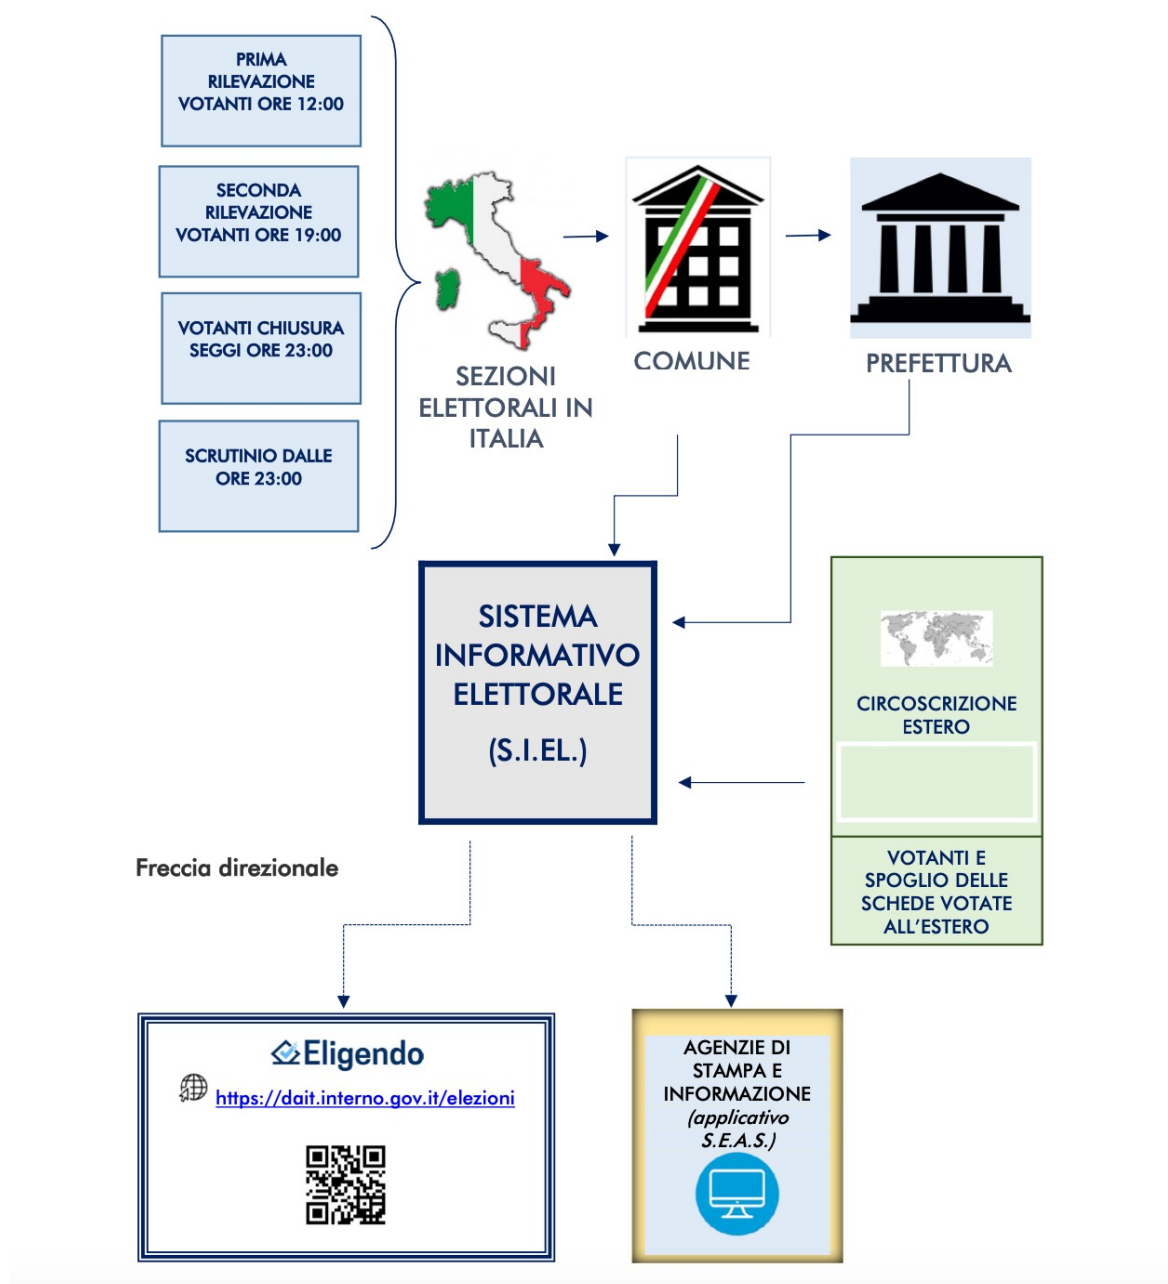 PRIMA
RILEVAZIONE
VOTANTI ORE 12:00
SECONDA
RILEVAZIONE
VOTANTI ORE 19:00
VOTANTI CHIUSURA
SEGGI ORE 23:00
SCRUTINIO DALLE
ORE 23:00
SEZIONI
ELETTORALI IN
ITALIA
COMUNE
PREFETTURA
SISTEMA
INFORMATIVO
ELETTORALE
(S.I.EL.)
CIRCOSCRIZIONE
ESTERO
VOTANTI E
SPOGLIO DELLE
SCHEDE VOTATE
ALL'ESTERO
Freccia direzionale
Eligendo
https://dait.interno.gov.it/elezioni
AGENZIE DI
STAMPA E
INFORMAZIONE
(applicativo
S.E.A.S.)